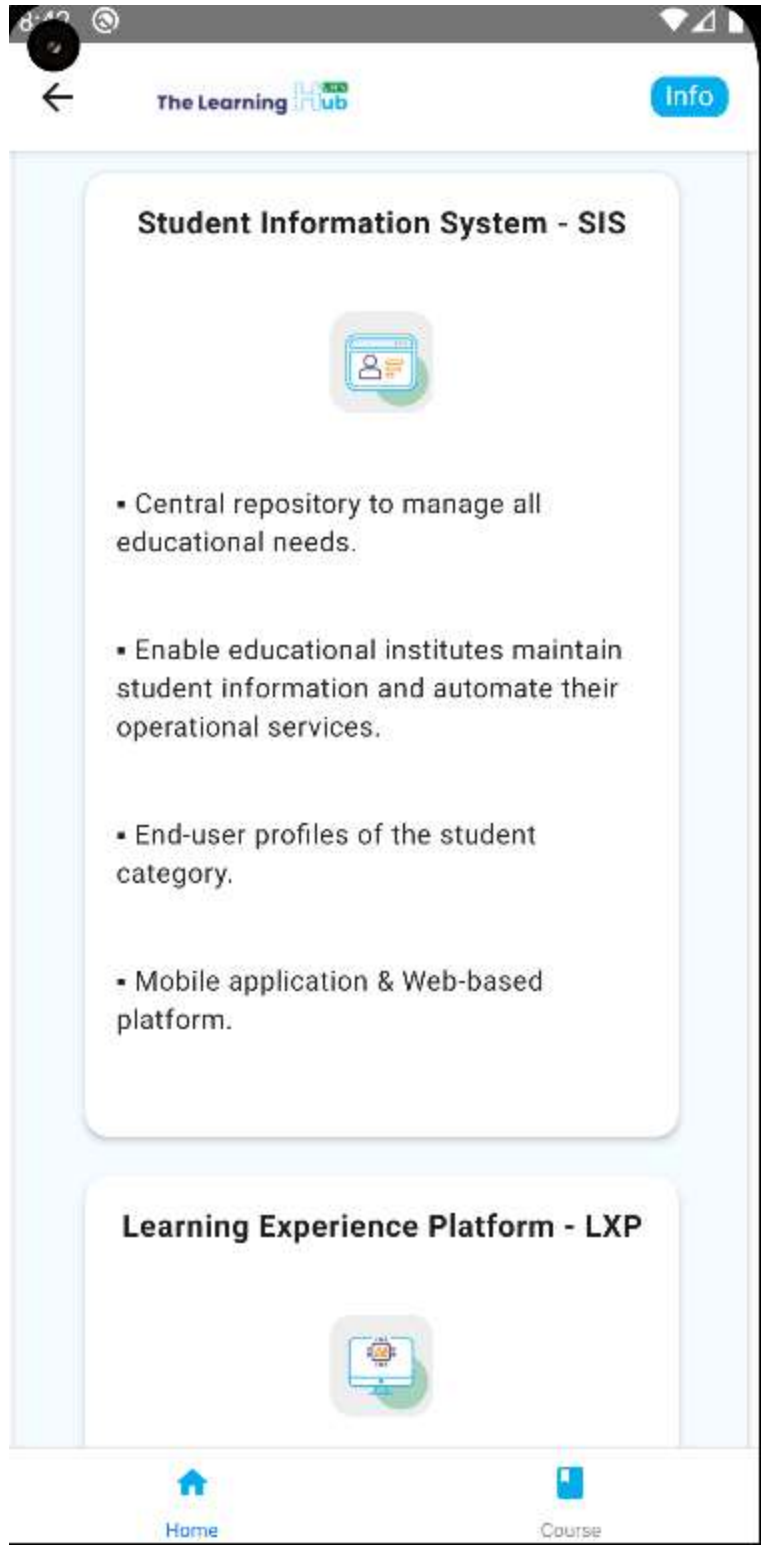 The Learning Hub
Info
Student Information System - SIS
▪ Central repository to manage all
educational needs.
▪ Enable educational institutes maintain
student information and automate their
operational services.
▪ End-user profiles of the student
category.
▪ Mobile application & Web-based
platform.
Learning Experience Platform - LXP
Home
Course